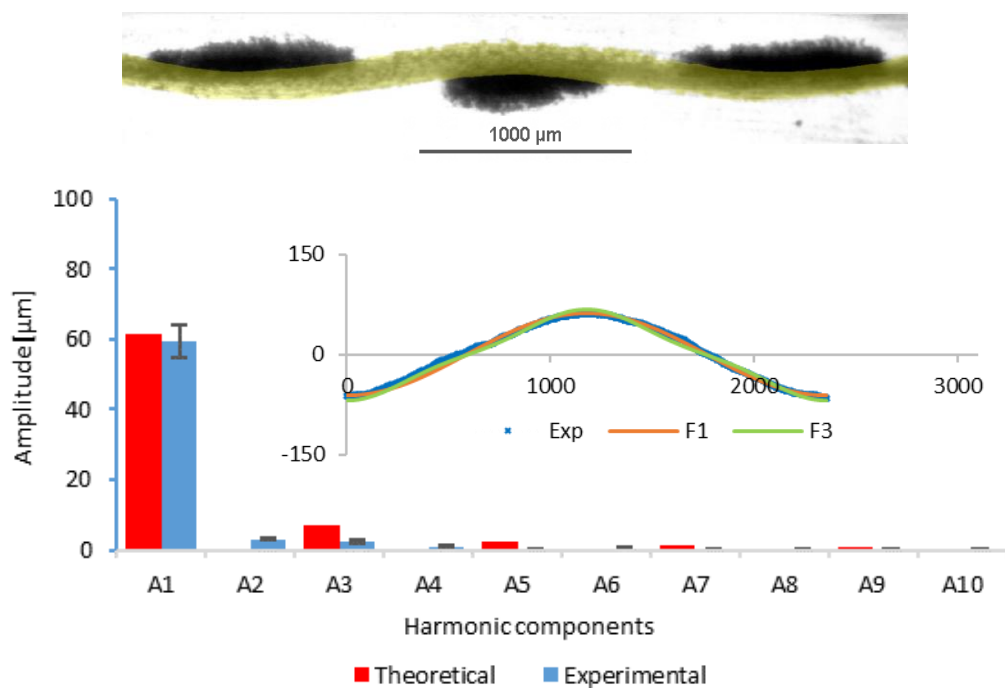 1000 µm
100
80
60
40
20
0
Amplitude [µm]
150
0
-150
0 1000 2000 3000
Exp F1 F3
A1 A2 A3 A4 A5 A6 A7 A8 A9 A10
Harmonic components
Theoretical Experimental